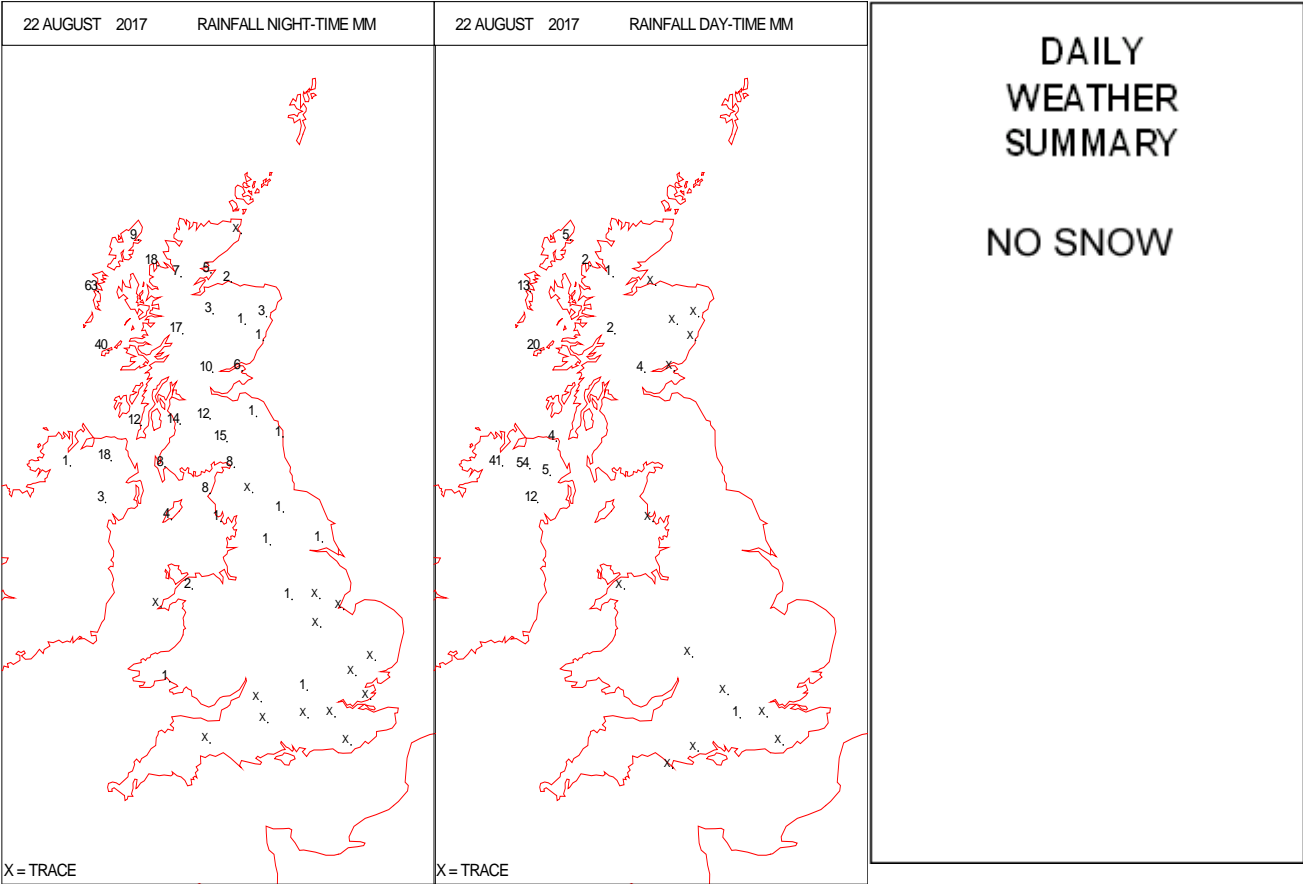 22 AUGUST 2017 RAINFALL NIGHT-TIME MM
9.
X.
18.
7.
5.
2.
63.
3.
3.
1.
17.
1.
40.
10.
6.
12.
14.
12.
1.
15.
1.
1.
18.
8.
8.
3.
8.
X.
4.
1.
1.
1.
1.
2.
X.
1.
X.
X.
X.
X.
1.
X.
1.
X.
X.
X.
X.
X.
X.
X.
X = TRACE
22 AUGUST 2017 RAINFALL DAY-TIME MM
5.
2.
1.
13.
X.
X.
X.
2.
X.
20.
4.
X.
4.
41.
54.
5.
12.
X.
X.
X.
X.
1.
X.
X.
X.
X.
X = TRACE
DAILY
WEATHER
SUMMARY
NO SNOW